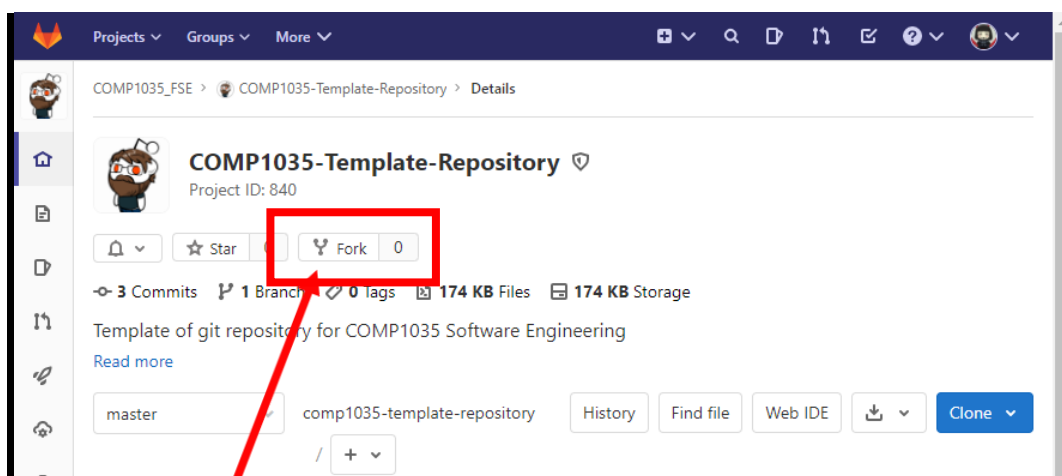 Projects Groups More
COMP1035_FSE > COMP1035-Template-Repository > Details
COMP1035-Template-Repository
Project ID: 840
Star Fork 0
3 Commits 1 Branch 0 Tags 174 KB Files 174 KB Storage
Template of git repository for COMP1035 Software Engineering
Read more
master comp1035-template-repository History Find file Web IDE Clone
/ +